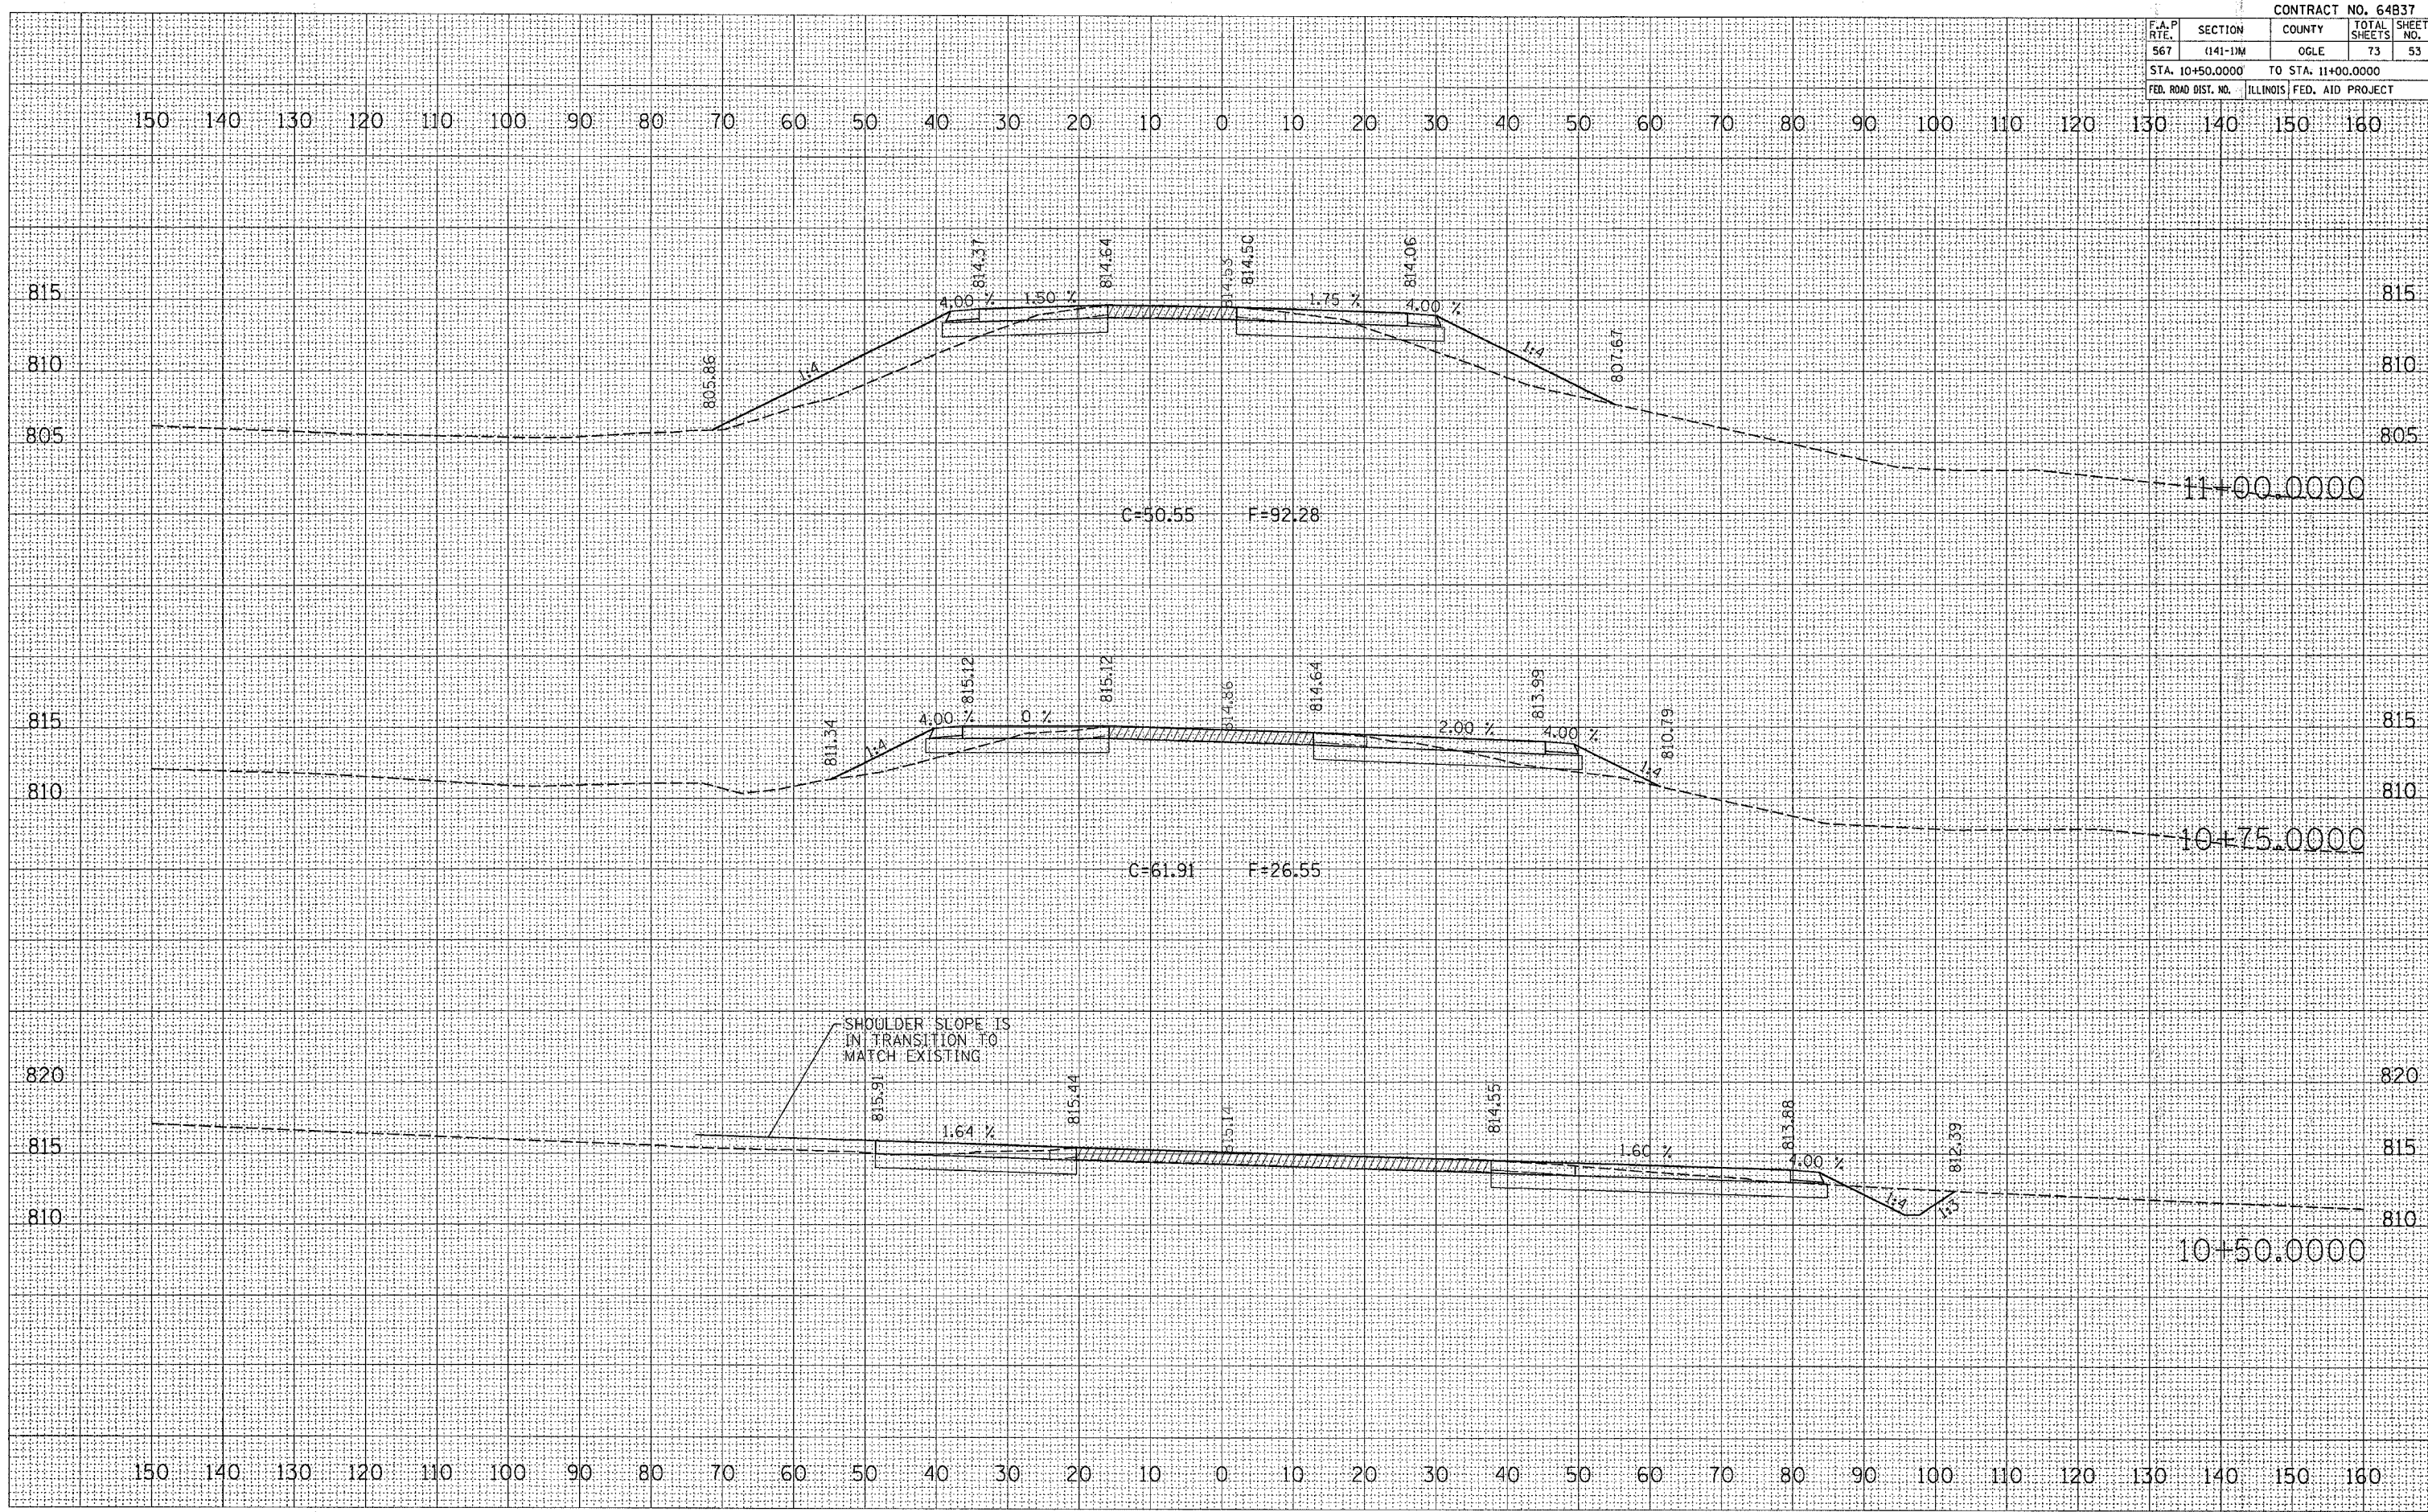 CONTRACT NO. 64B37
F.A.P RTE. SECTION COUNTY TOTAL SHEETS SHEET NO.
567 (141-1)M OGLE 73 53
STA. 10+50.0000 TO STA. 11+00.0000
FED. ROAD DIST. NO. ILLINOIS FED. AID PROJECT
150 140 130 120 110 100 90 80 70 60 50 40 30 20 10 0 10 20 30 40 50 60 70 80 90 100 110 120 130 140 150 160
814.37 814.64 814.53 814.50 814.06
815 4.00 % 1.50 % 1.75 % 4.00 % 815
805.86 1:4 1:4 807.67
810 810
805 805
11+00.0000
C=50.55 F=92.28
815.12 815.12 814.86 814.64 813.99
815 4.00 % 0 % 2.00 % 4.00 % 815
811.34 1:4 1:4 810.79
810 810
10+75.0000
C=61.91 F=26.55
SHOULDER SLOPE IS
IN TRANSITION TO
MATCH EXISTING
820 820
815.91 815.44 815.14 814.55 813.88 812.39
815 1.64 % 1.60 % 4.00 % 815
1:4 1:3
810 810
10+50.0000
150 140 130 120 110 100 90 80 70 60 50 40 30 20 10 0 10 20 30 40 50 60 70 80 90 100 110 120 130 140 150 160